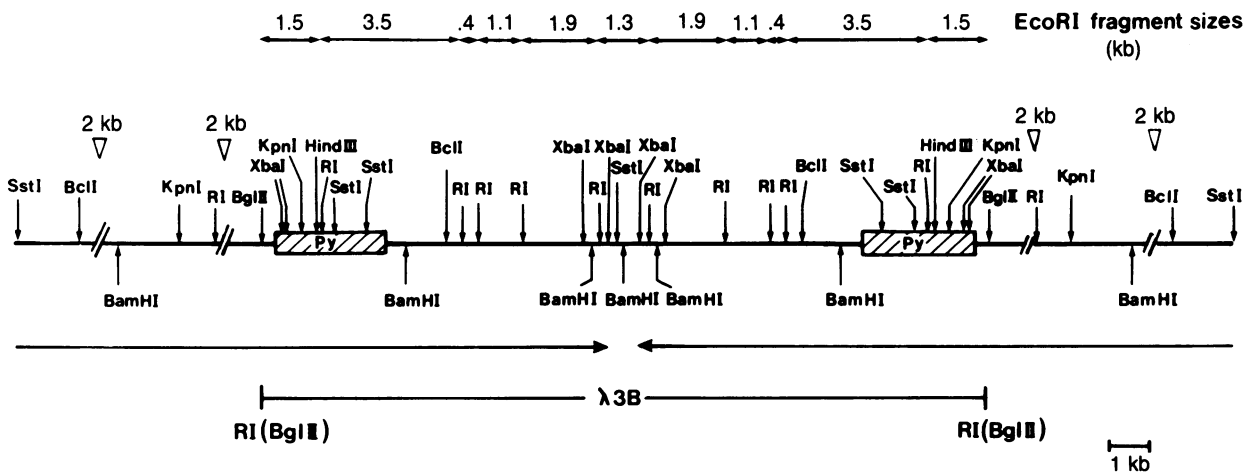 1.5 3.5 .4 1.1 1.9 1.3 1.9 1.1 .4 3.5 1.5 EcoRI fragment sizes
(kb)
2 kb 2 kb 2 kb 2 kb
KpnI HindIII BclI XbaI XbaI XbaI HindIII KpnI
XbaI RI SstI SstI XbaI BclI SstI RI XbaI
SstI BclI KpnI RI BglII SstI RI RI RI RI RI RI RI RI SstI BglII RI KpnI BclI SstI
Py Py
BamHI BamHI BamHI BamHI BamHI BamHI BamHI
λ3B
RI(BglII) RI(BglII)
1 kb